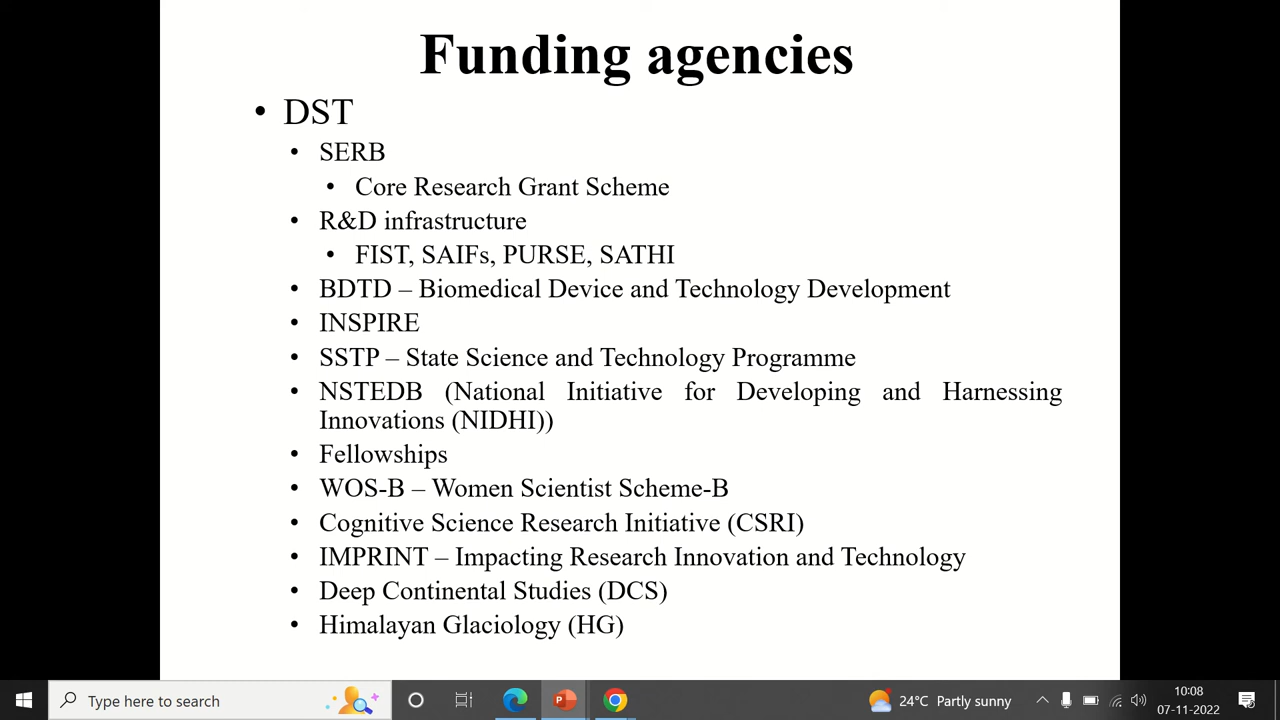 Funding agencies
• DST
• SERB
• Core Research Grant Scheme
• R&D infrastructure
• FIST, SAIFs, PURSE, SATHI
• BDTD – Biomedical Device and Technology Development
• INSPIRE
• SSTP – State Science and Technology Programme
• NSTEDB (National Initiative for Developing and Harnessing
Innovations (NIDHI))
• Fellowships
• WOS-B – Women Scientist Scheme-B
• Cognitive Science Research Initiative (CSRI)
• IMPRINT – Impacting Research Innovation and Technology
• Deep Continental Studies (DCS)
• Himalayan Glaciology (HG)
Type here to search
24°C Partly sunny
10:08
07-11-2022